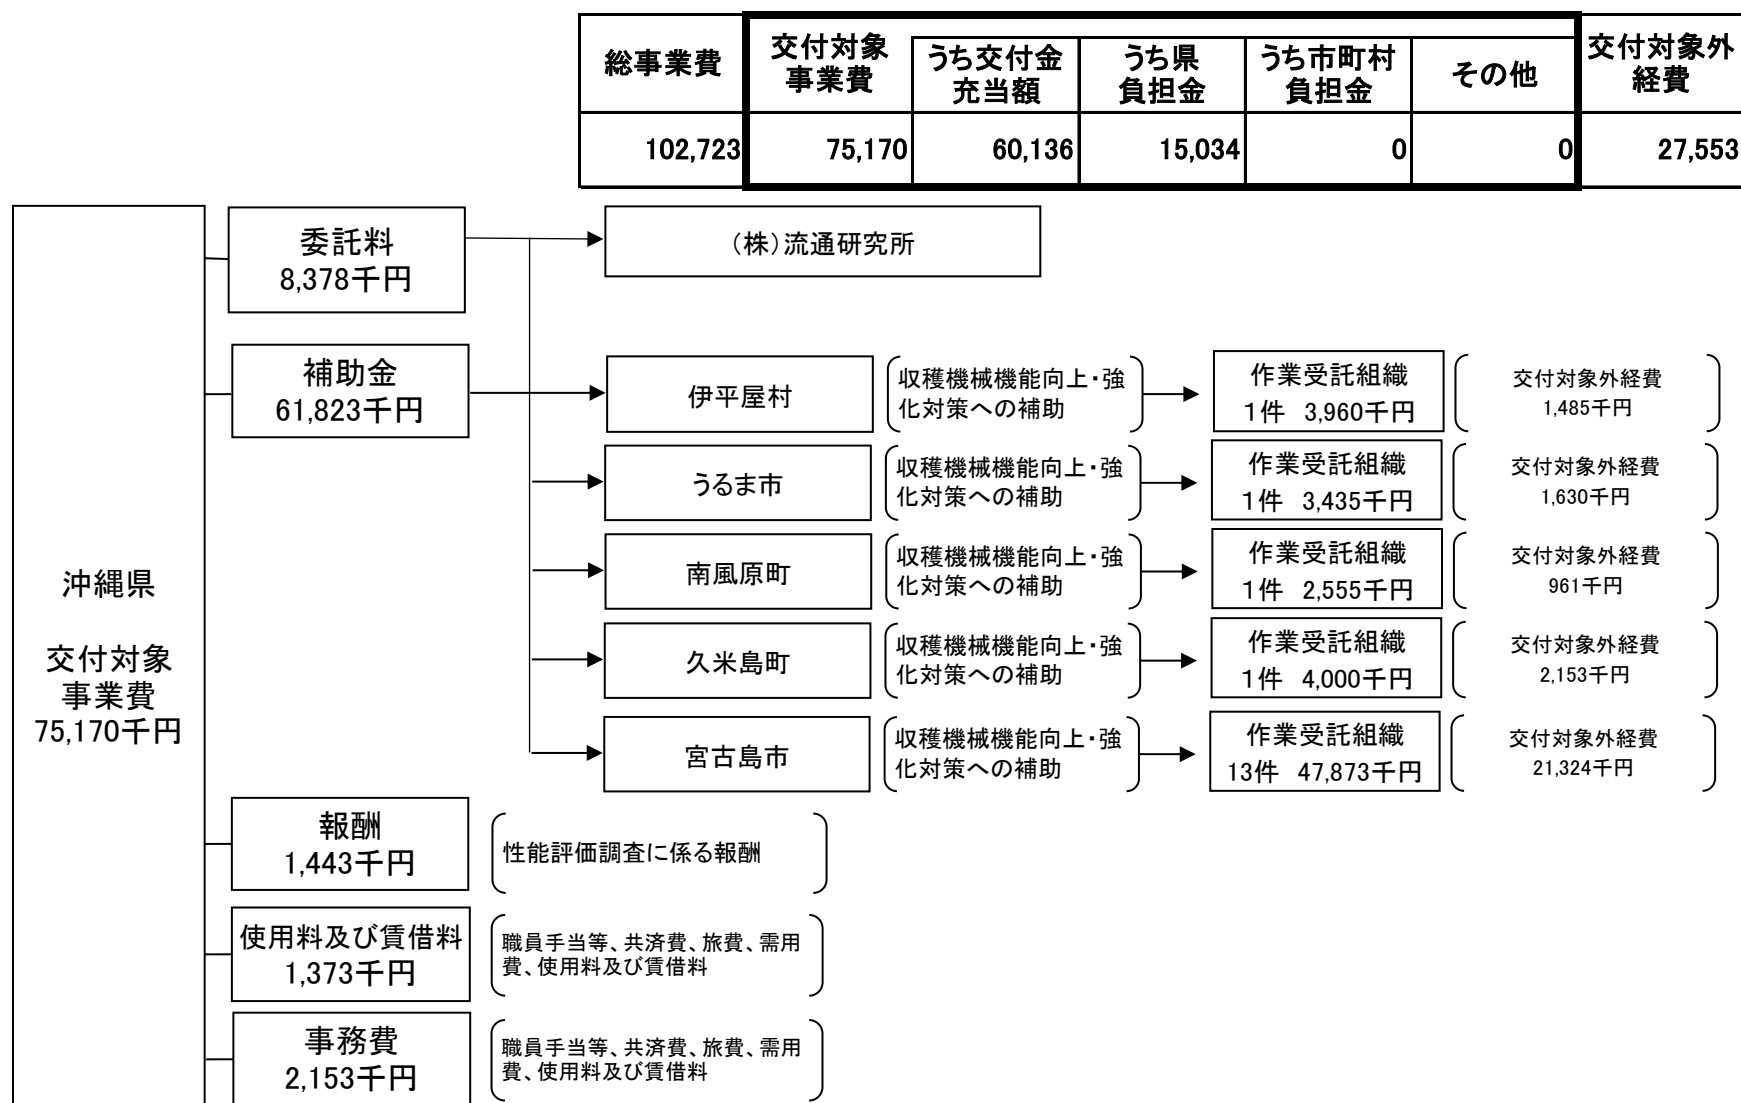 総事業費
交付対象
事業費
うち交付金
充当額
うち県
負担金
うち市町村
負担金
その他
交付対象外
経費
102,723
75,170
60,136
15,034
0
0
27,553
沖縄県
交付対象
事業費
75,170千円
委託料
8,378千円
(株)流通研究所
補助金
61,823千円
伊平屋村
収穫機械機能向上・強
化対策への補助
作業受託組織
1件 3,960千円
交付対象外経費
1,485千円
うるま市
収穫機械機能向上・強
化対策への補助
作業受託組織
1件 3,435千円
交付対象外経費
1,630千円
南風原町
収穫機械機能向上・強
化対策への補助
作業受託組織
1件 2,555千円
交付対象外経費
961千円
久米島町
収穫機械機能向上・強
化対策への補助
作業受託組織
1件 4,000千円
交付対象外経費
2,153千円
宮古島市
収穫機械機能向上・強
化対策への補助
作業受託組織
13件 47,873千円
交付対象外経費
21,324千円
報酬
1,443千円
性能評価調査に係る報酬
使用料及び賃借料
1,373千円
職員手当等、共済費、旅費、需用
費、使用料及び賃借料
事務費
2,153千円
職員手当等、共済費、旅費、需用
費、使用料及び賃借料